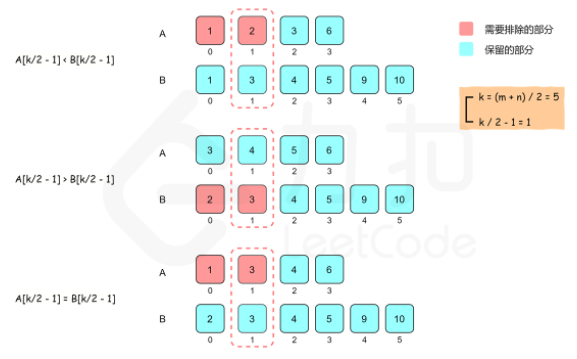 A 1 2 3 6
0 1 2 3
A[k/2 - 1] < B[k/2 - 1]
B 1 3 4 5 9 10
0 1 2 3 4 5
需要排除的部分
保留的部分
k = (m + n) / 2 = 5
k / 2 - 1 = 1
A 3 4 5 6
0 1 2 3
A[k/2 - 1] > B[k/2 - 1]
B 2 3 4 5 9 10
0 1 2 3 4 5
A 1 3 4 6
0 1 2 3
A[k/2 - 1] = B[k/2 - 1]
B 2 3 4 5 9 10
0 1 2 3 4 5
力扣
LeetCode